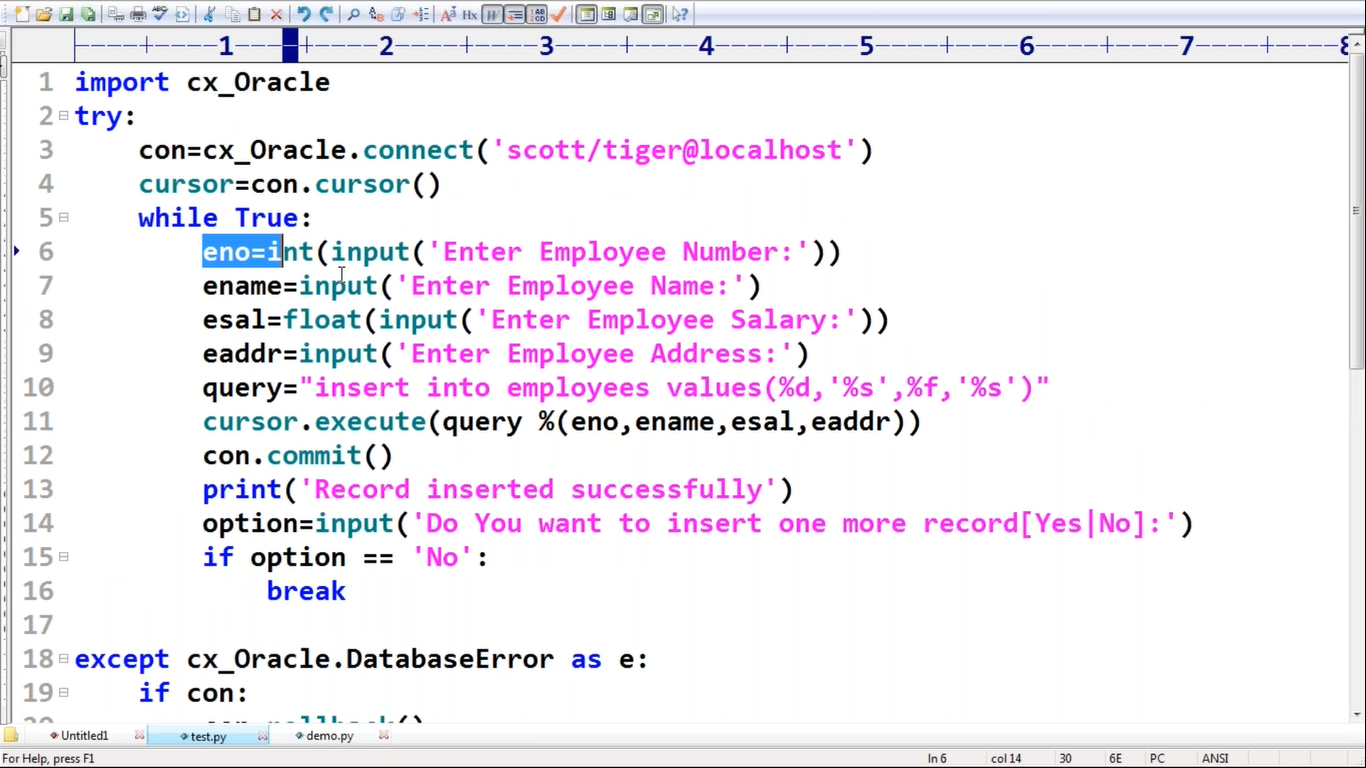 1 2 3 4 5 6 7 8
1 import cx_Oracle
2 try:
3 con=cx_Oracle.connect('scott/tiger@localhost')
4 cursor=con.cursor()
5 while True:
6 eno=int(input('Enter Employee Number:'))
7 ename=input('Enter Employee Name:')
8 esal=float(input('Enter Employee Salary:'))
9 eaddr=input('Enter Employee Address:')
10 query="insert into employees values(%d,'%s',%f,'%s')"
11 cursor.execute(query %(eno,ename,esal,eaddr))
12 con.commit()
13 print('Record inserted successfully')
14 option=input('Do You want to insert one more record[Yes|No]:')
15 if option == 'No':
16 break
17
18 except cx_Oracle.DatabaseError as e:
19 if con:
20 con.rollback()
Untitled1 test.py demo.py
For Help, press F1 ln 6 col 14 30 6E PC ANSI